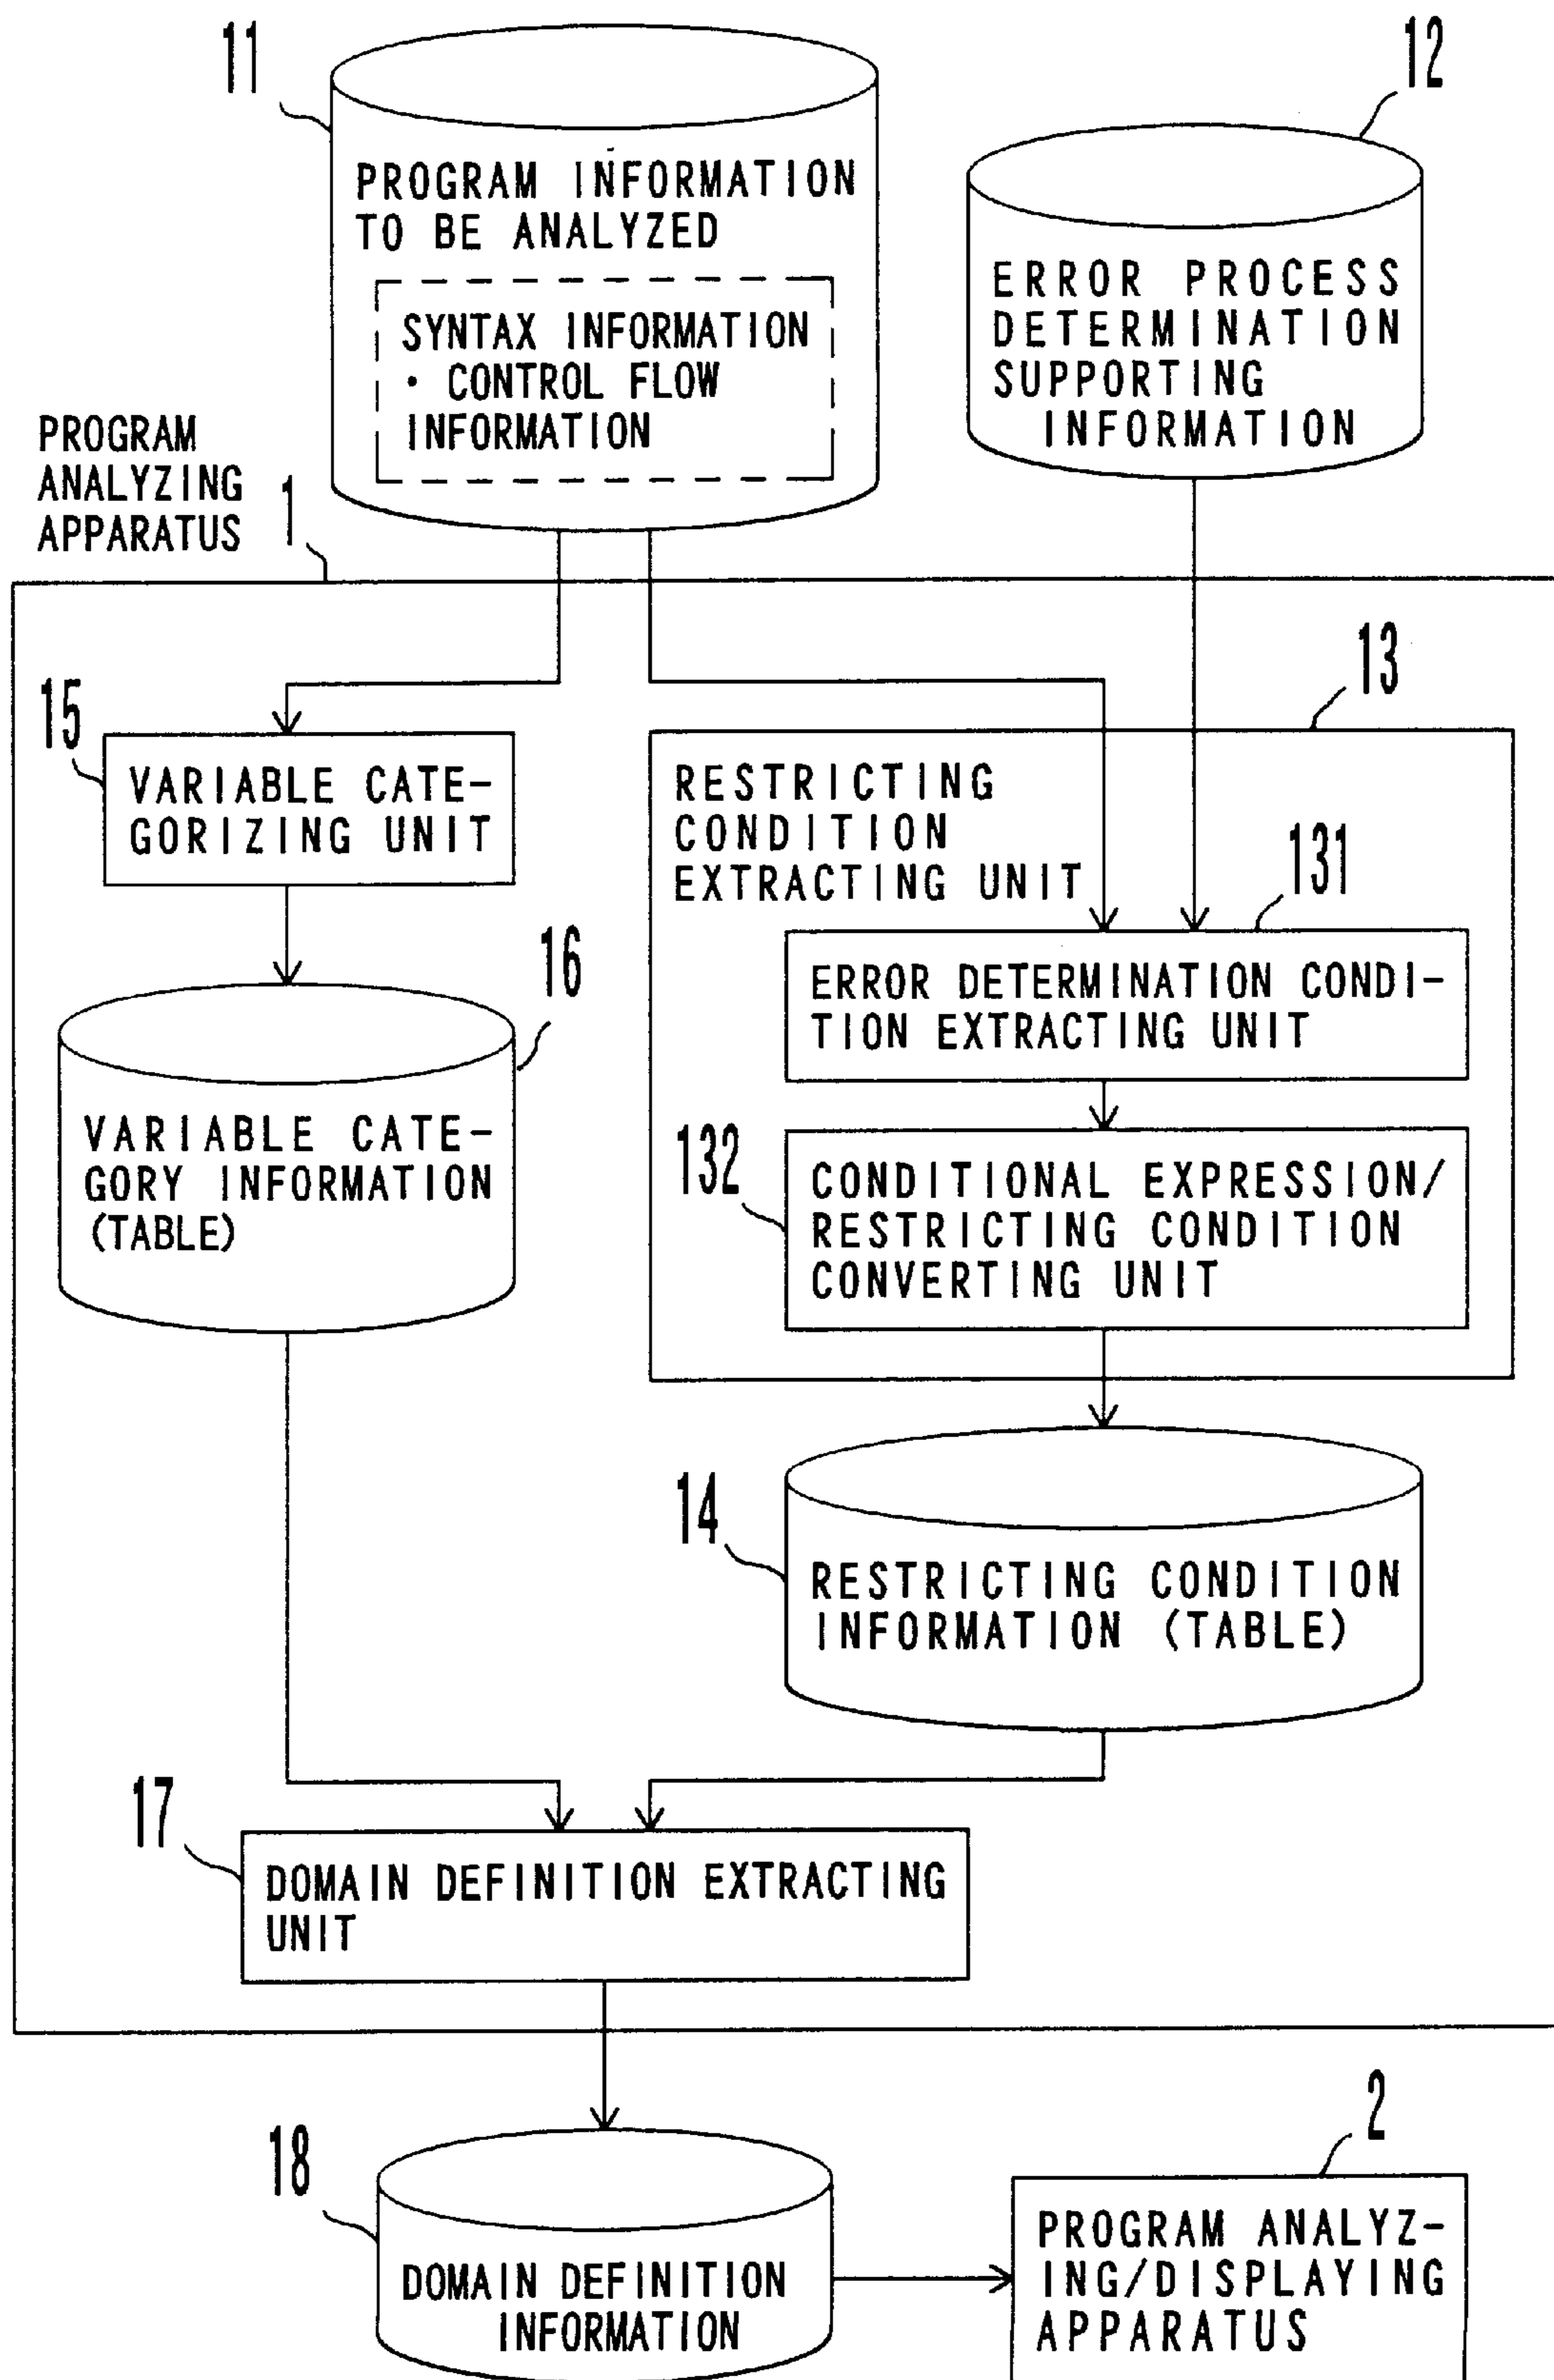 11
12
PROGRAM INFORMATION
TO BE ANALYZED
SYNTAX INFORMATION
・ CONTROL FLOW
INFORMATION
ERROR PROCESS
DETERMINATION
SUPPORTING
INFORMATION
PROGRAM
ANALYZING
APPARATUS
1
13
15
VARIABLE CATE-
GORIZING UNIT
RESTRICTING
CONDITION
EXTRACTING UNIT
131
ERROR DETERMINATION CONDI-
TION EXTRACTING UNIT
16
VARIABLE CATE-
GORY INFORMATION
(TABLE)
132
CONDITIONAL EXPRESSION/
RESTRICTING CONDITION
CONVERTING UNIT
14
RESTRICTING CONDITION
INFORMATION (TABLE)
17
DOMAIN DEFINITION EXTRACTING
UNIT
18
DOMAIN DEFINITION
INFORMATION
2
PROGRAM ANALYZ-
ING/DISPLAYING
APPARATUS